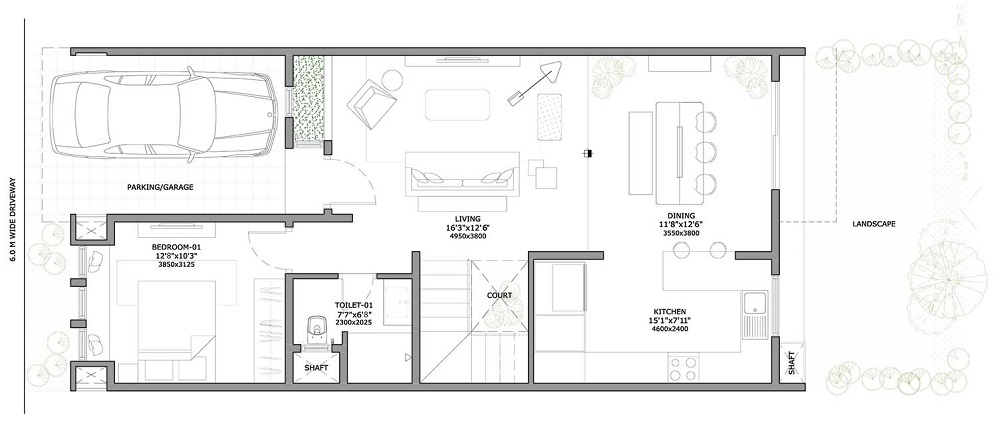 6.0 M WIDE DRIVEWAY
PARKING/GARAGE
LIVING
16'3"x12'6"
4950x3800
DINING
11'8"x12'6"
3550x3800
LANDSCAPE
BEDROOM-01
12'8"x10'3"
3850x3125
TOILET-01
7'7"x6'8"
2300x2025
COURT
KITCHEN
15'1"x7'11"
4600x2400
SHAFT
SHAFT